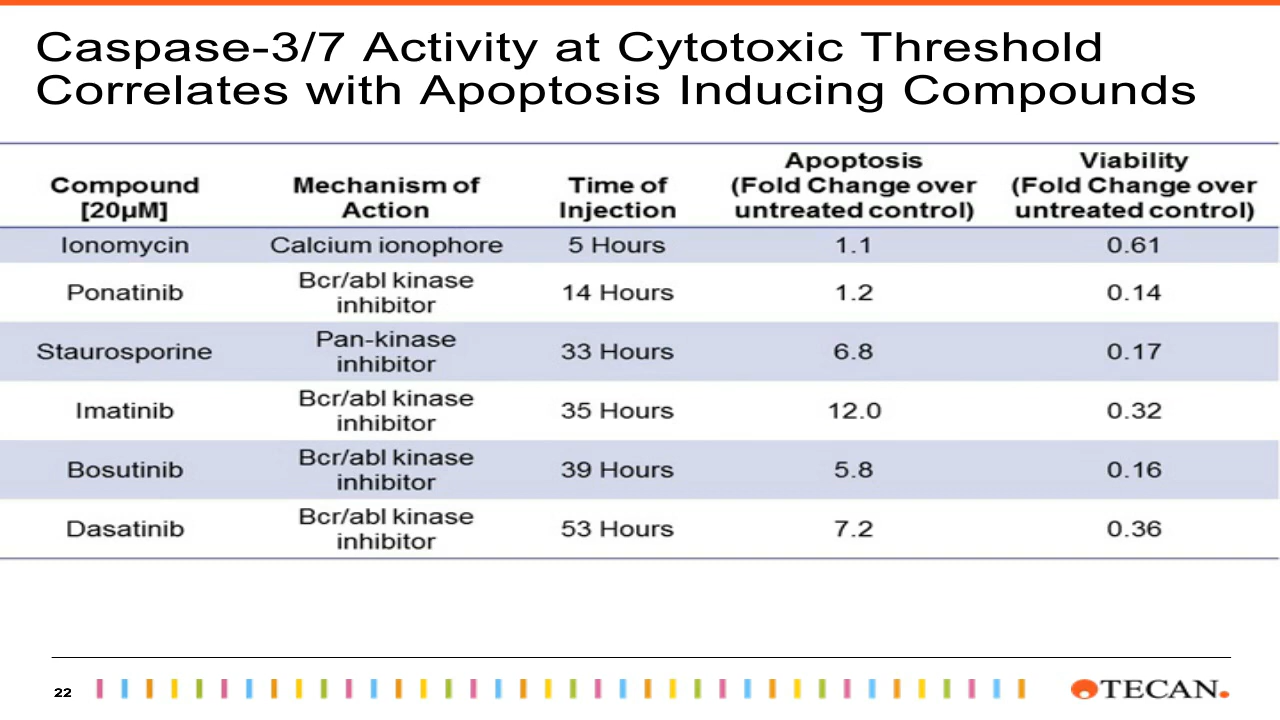 Caspase-3/7 Activity at Cytotoxic Threshold
Correlates with Apoptosis Inducing Compounds
Compound
[20µM]
Mechanism of
Action
Time of
Injection
Apoptosis
(Fold Change over
untreated control)
Viability
(Fold Change over
untreated control)
Ionomycin Calcium ionophore 5 Hours 1.1 0.61
Ponatinib Bcr/abl kinase
inhibitor 14 Hours 1.2 0.14
Staurosporine Pan-kinase
inhibitor 33 Hours 6.8 0.17
Imatinib Bcr/abl kinase
inhibitor 35 Hours 12.0 0.32
Bosutinib Bcr/abl kinase
inhibitor 39 Hours 5.8 0.16
Dasatinib Bcr/abl kinase
inhibitor 53 Hours 7.2 0.36
22
TECAN.